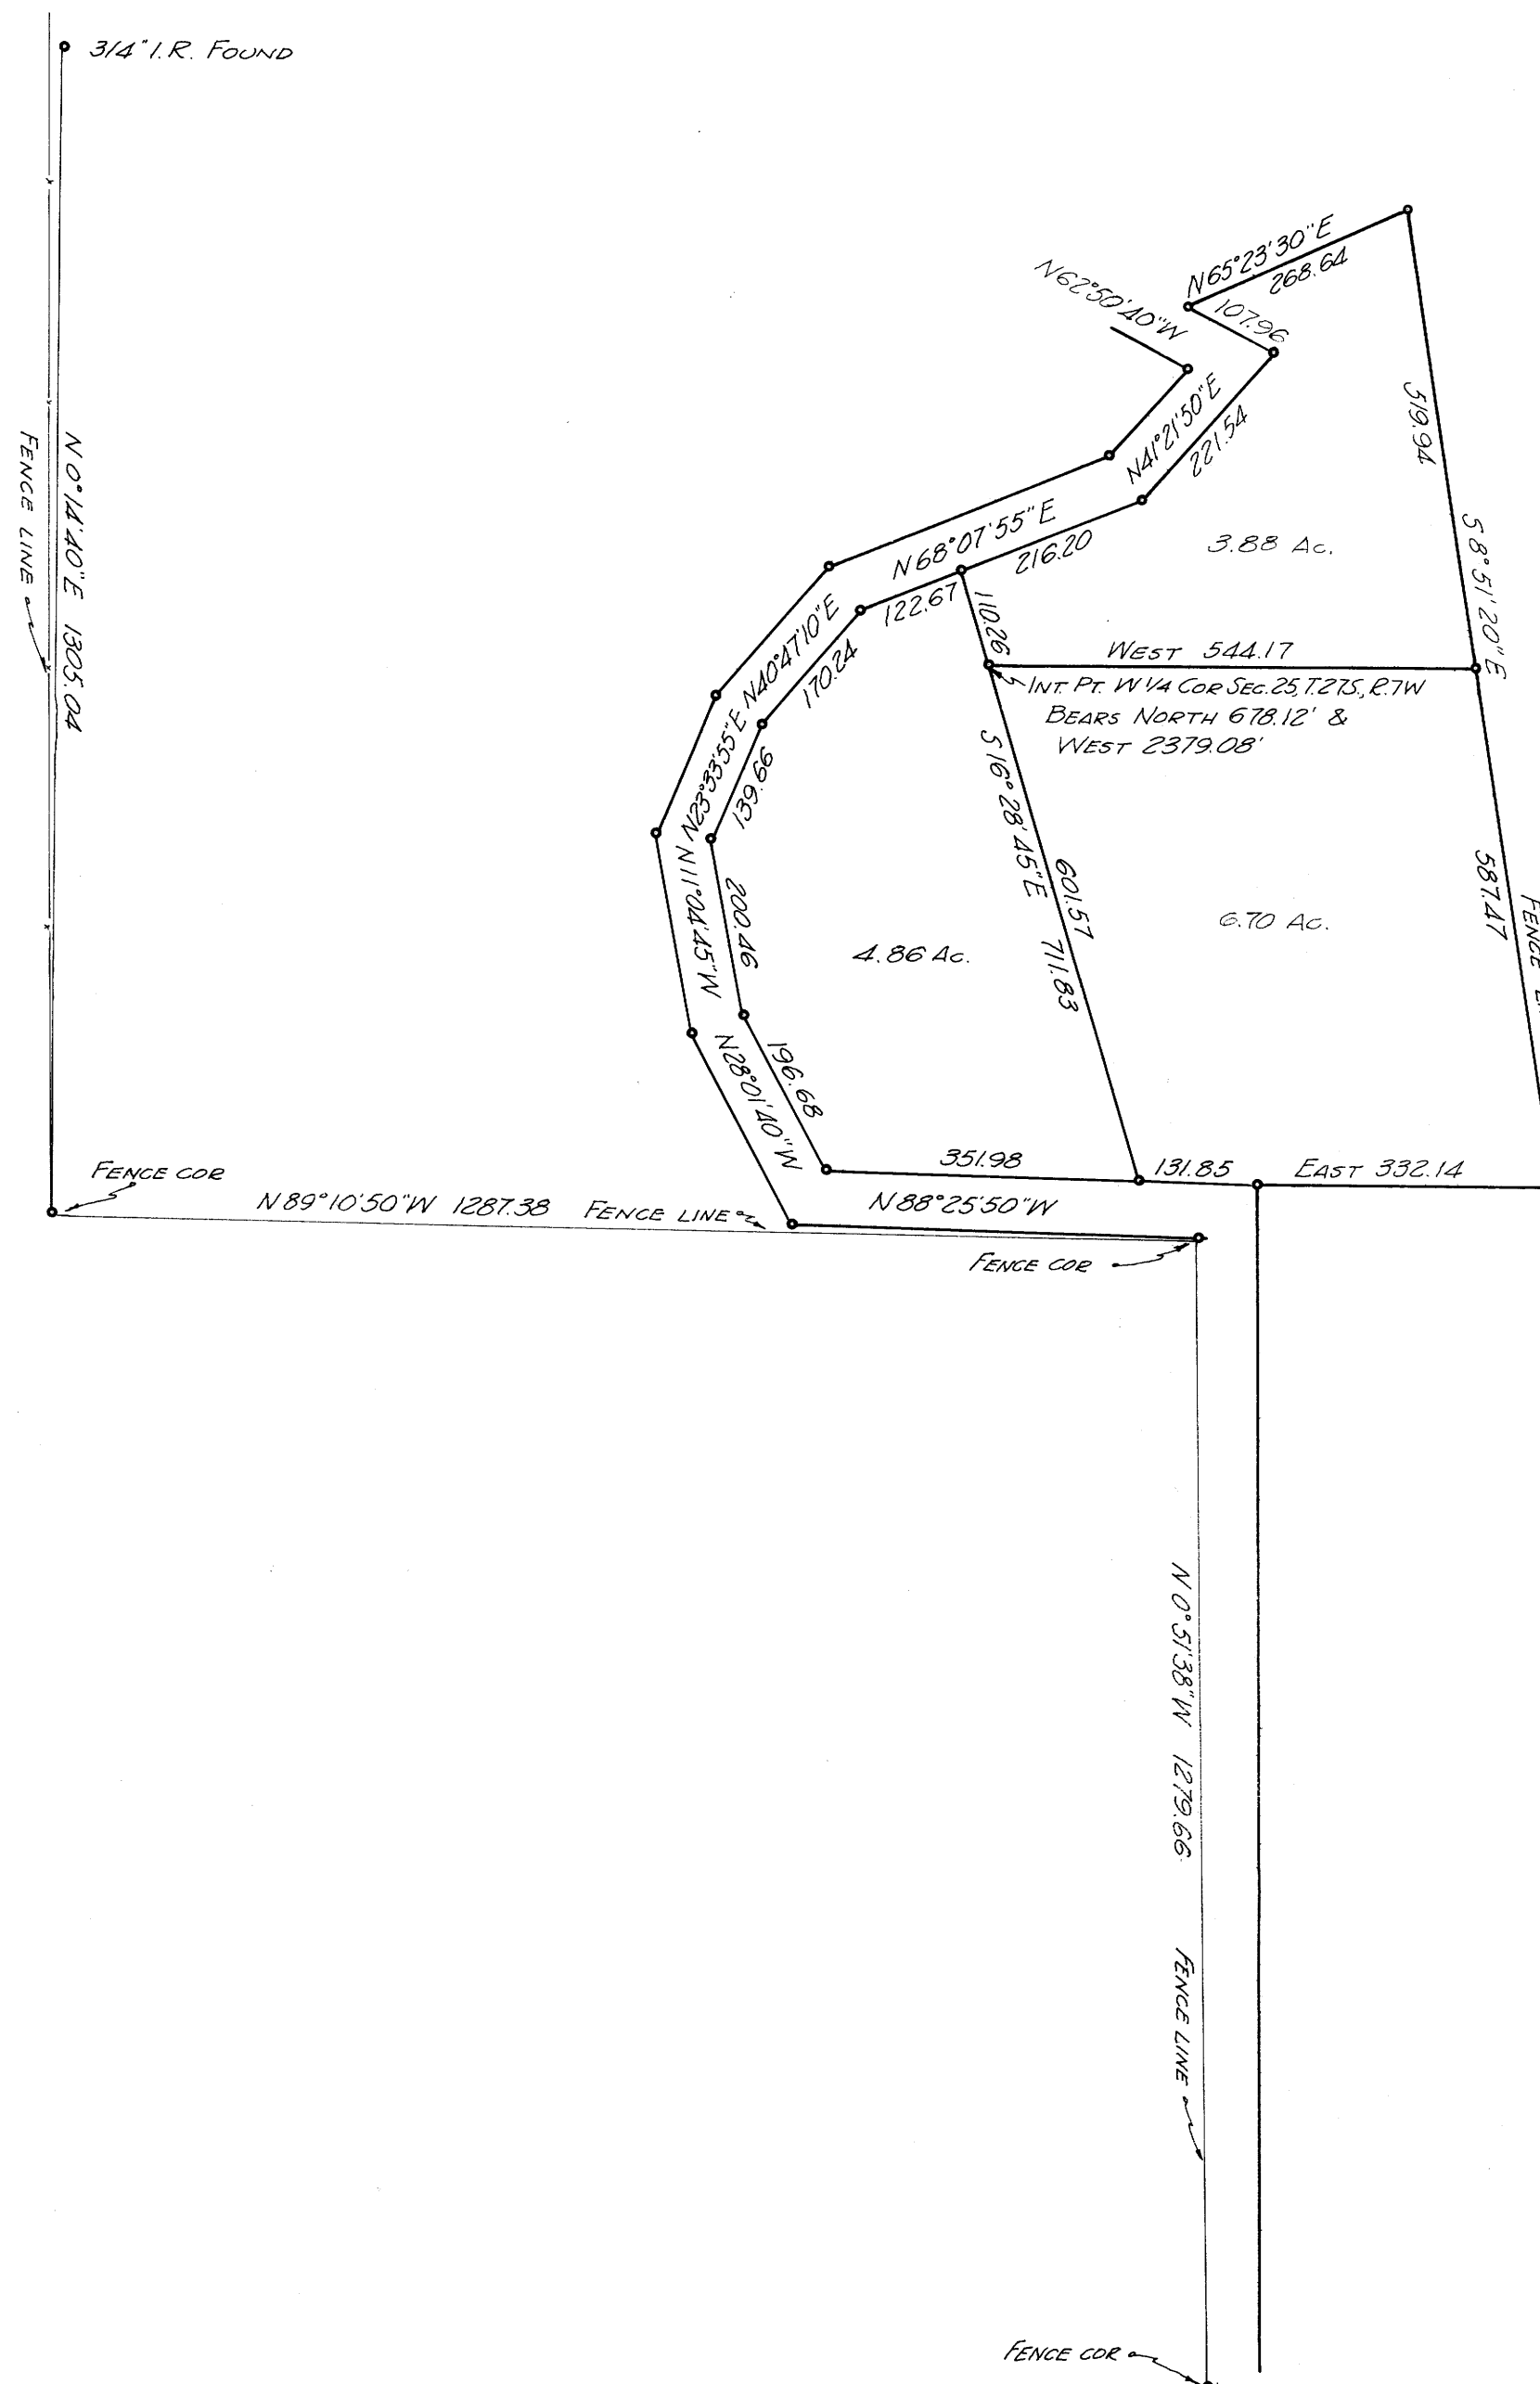 3/4" I.R. FOUND
N65°23'30"E
268.64
N62°50'40"W
107.96
N41°21'50"E
221.54
519.94
S 8°51'20"E
N 0°14'40"E 1305.04
FENCE LINE
N68°07'55"E
216.20
3.88 AC.
122.67
110.26
N40°47'10"E
170.24
WEST 544.17
INT. PT. W 1/4 COR SEC. 25, T.27S., R.7W
BEARS NORTH 678.12' &
WEST 2379.08'
N23°33'55"E
139.66
S 16°28'45"E
601.57
711.83
587.47
FENCE
N11°04'45"W
200.46
4.86 AC.
6.70 AC.
N28°01'40"W
196.68
351.98
131.85
EAST 332.14
FENCE COR
N89°10'50"W 1287.38
FENCE LINE
N88°25'50"W
FENCE COR
N 0°51'38"W 1279.66
FENCE LINE
FENCE COR